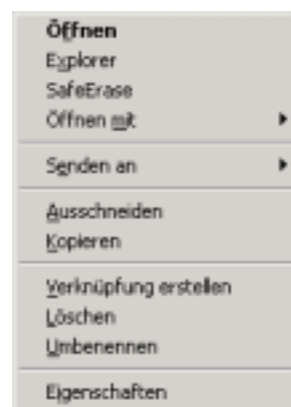 Öffnen
Explorer
SafeErase
Öffnen mit
Senden an
Ausschneiden
Kopieren
Verknüpfung erstellen
Löschen
Umbenennen
Eigenschaften